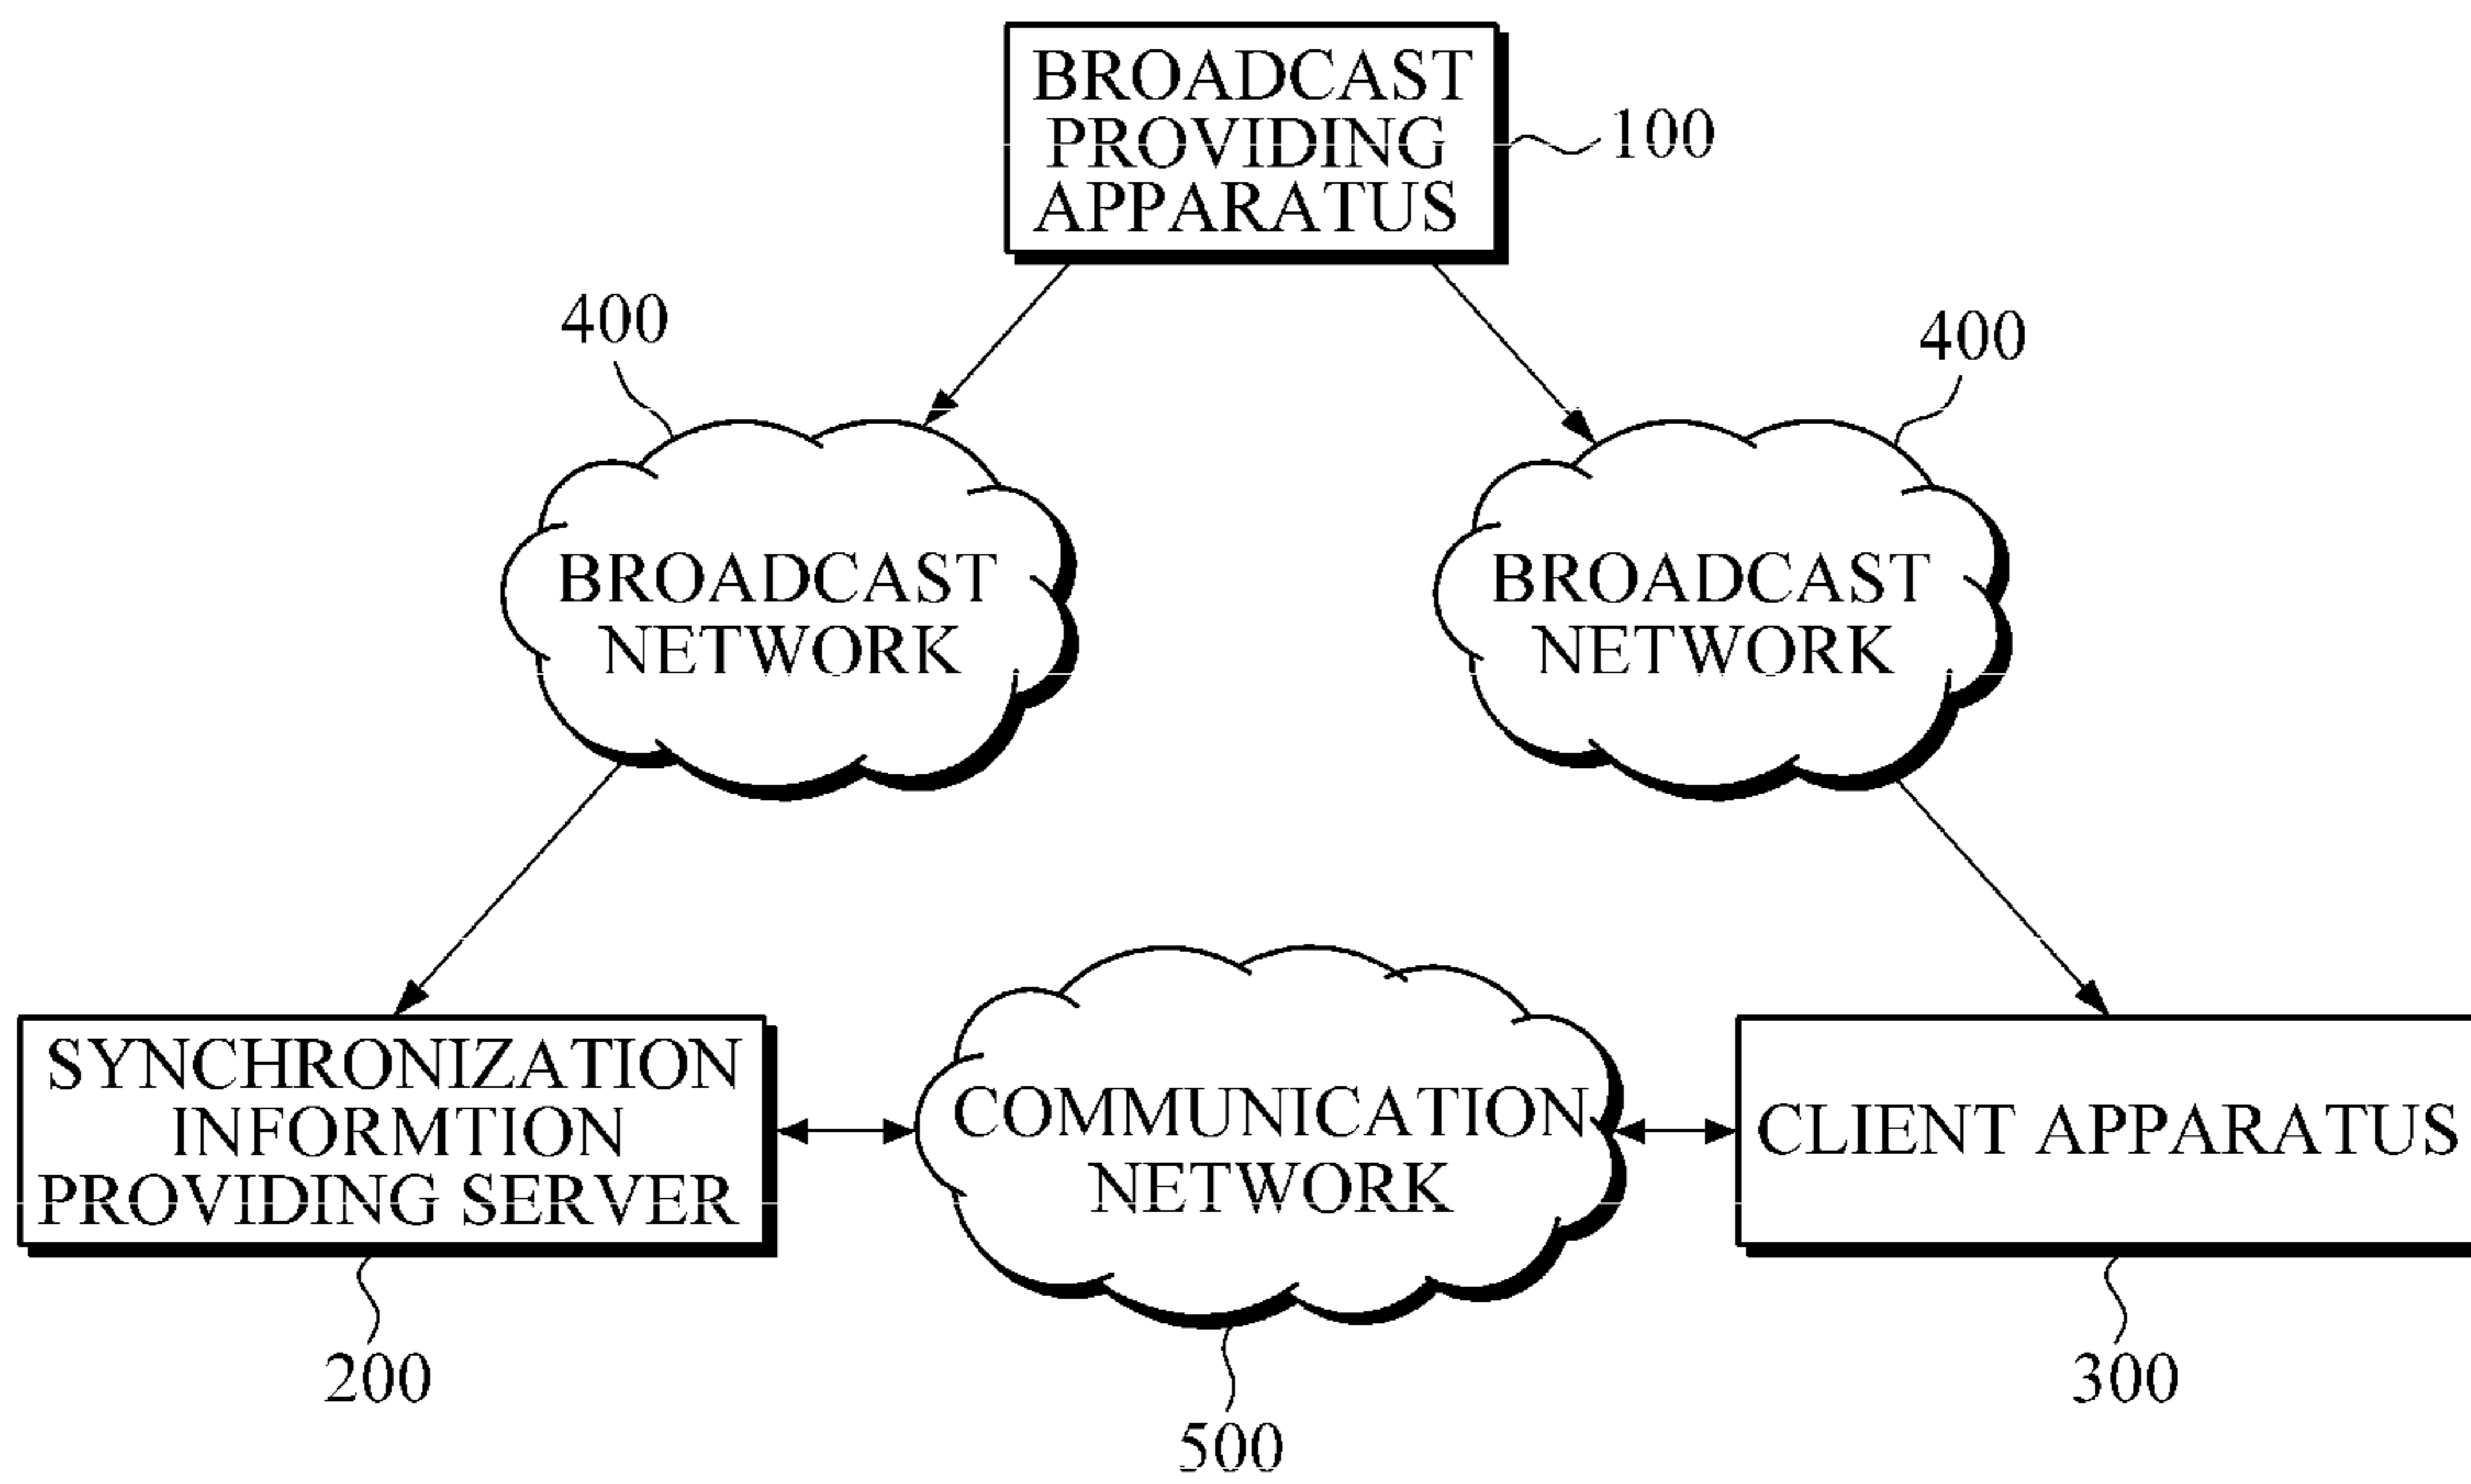 BROADCAST
PROVIDING
APPARATUS
100
400
400
BROADCAST
NETWORK
BROADCAST
NETWORK
SYNCHRONIZATION
INFORMTION
PROVIDING SERVER
COMMUNICATION
NETWORK
CLIENT APPARATUS
200
500
300